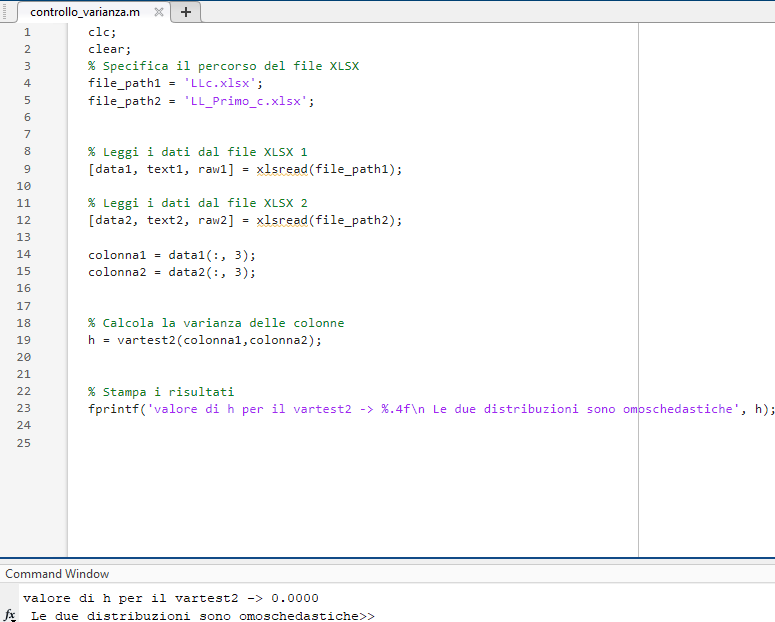 controllo_varianza.m × +
1 clc;
2 clear;
3 % Specifica il percorso del file XLSX
4 file_path1 = 'LLc.xlsx';
5 file_path2 = 'LL_Primo_c.xlsx';
6
7
8 % Leggi i dati dal file XLSX 1
9 [data1, text1, raw1] = xlsread(file_path1);
10
11 % Leggi i dati dal file XLSX 2
12 [data2, text2, raw2] = xlsread(file_path2);
13
14 colonna1 = data1(:, 3);
15 colonna2 = data2(:, 3);
16
17
18 % Calcola la varianza delle colonne
19 h = vartest2(colonna1,colonna2);
20
21
22 % Stampa i risultati
23 fprintf('valore di h per il vartest2 -> %.4f\n Le due distribuzioni sono omoschedastiche', h);
24
25
Command Window
valore di h per il vartest2 -> 0.0000
fx Le due distribuzioni sono omoschedastiche>>